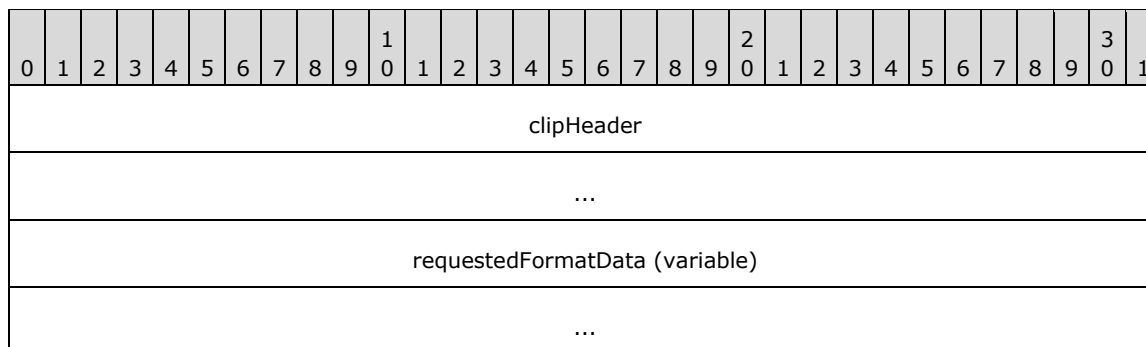 1 2 3
0 1 2 3 4 5 6 7 8 9 0 1 2 3 4 5 6 7 8 9 0 1 2 3 4 5 6 7 8 9 0 1
clipHeader
...
requestedFormatData (variable)
...